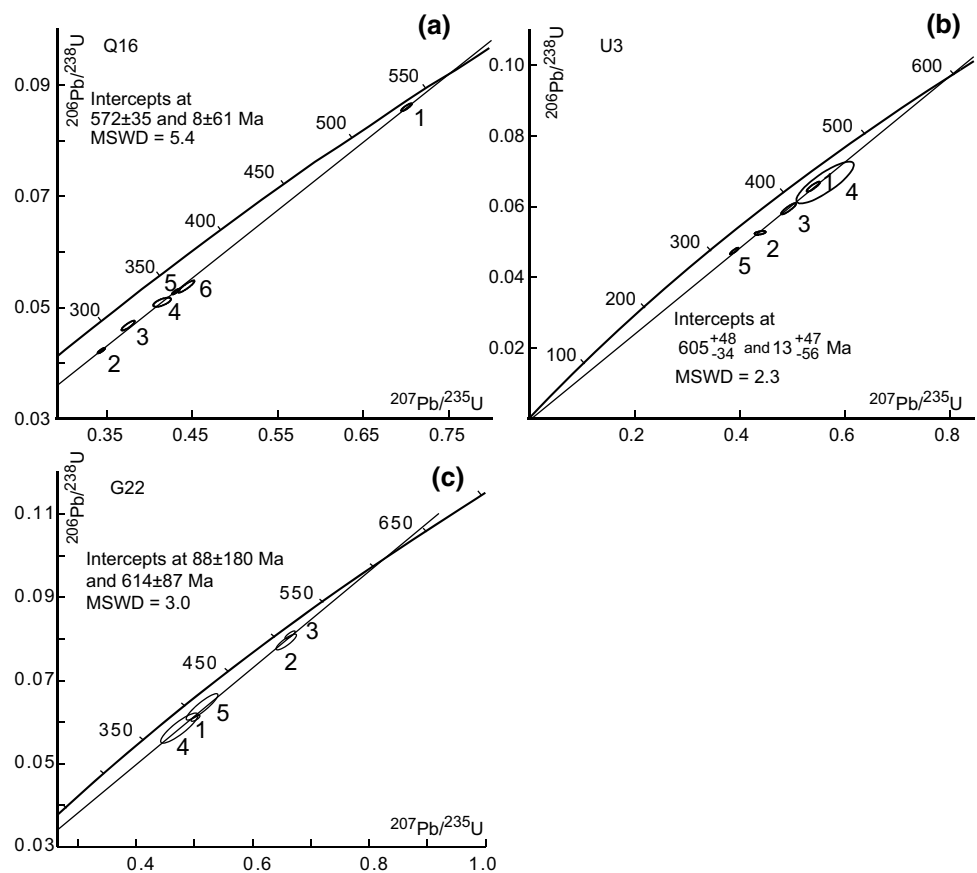 (a)
Q16
206Pb/238U
Intercepts at
572±35 and 8±61 Ma
MSWD = 5.4
0.09
0.07
0.05
0.03
300
350
400
450
500
550
1
2
3
4
5
6
207Pb/235U
0.35
0.45
0.55
0.65
0.75
(b)
U3
206Pb/238U
0.10
0.08
0.06
0.04
0.02
100
200
300
400
500
600
1
2
3
4
5
Intercepts at
605+48-34 and 13+47-56 Ma
MSWD = 2.3
207Pb/235U
0.2
0.4
0.6
0.8
(c)
G22
206Pb/238U
Intercepts at 88±180 Ma
and 614±87 Ma
MSWD = 3.0
0.11
0.09
0.07
0.05
0.03
350
450
550
650
1
2
3
4
5
207Pb/235U
0.4
0.6
0.8
1.0